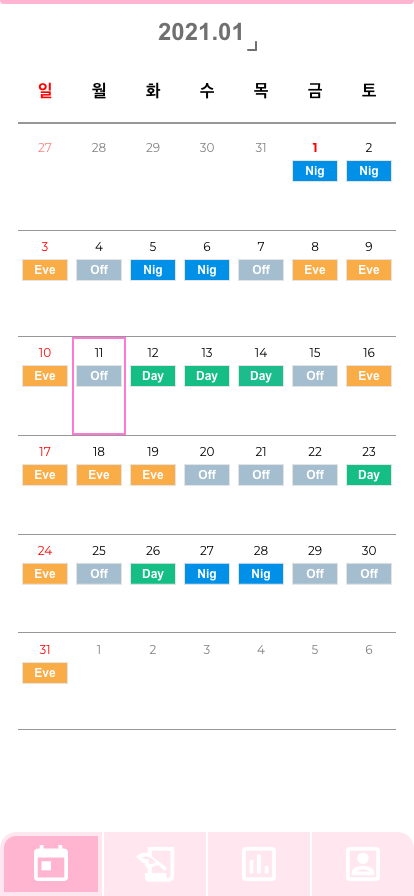 2021.01
일 월 화 수 목 금 토
27 28 29 30 31 1 2
Nig Nig
3 4 5 6 7 8 9
Eve Off Nig Nig Off Eve Eve
10 11 12 13 14 15 16
Eve Off Day Day Day Off Eve
17 18 19 20 21 22 23
Eve Eve Eve Off Off Off Day
24 25 26 27 28 29 30
Eve Off Day Nig Nig Off Off
31 1 2 3 4 5 6
Eve